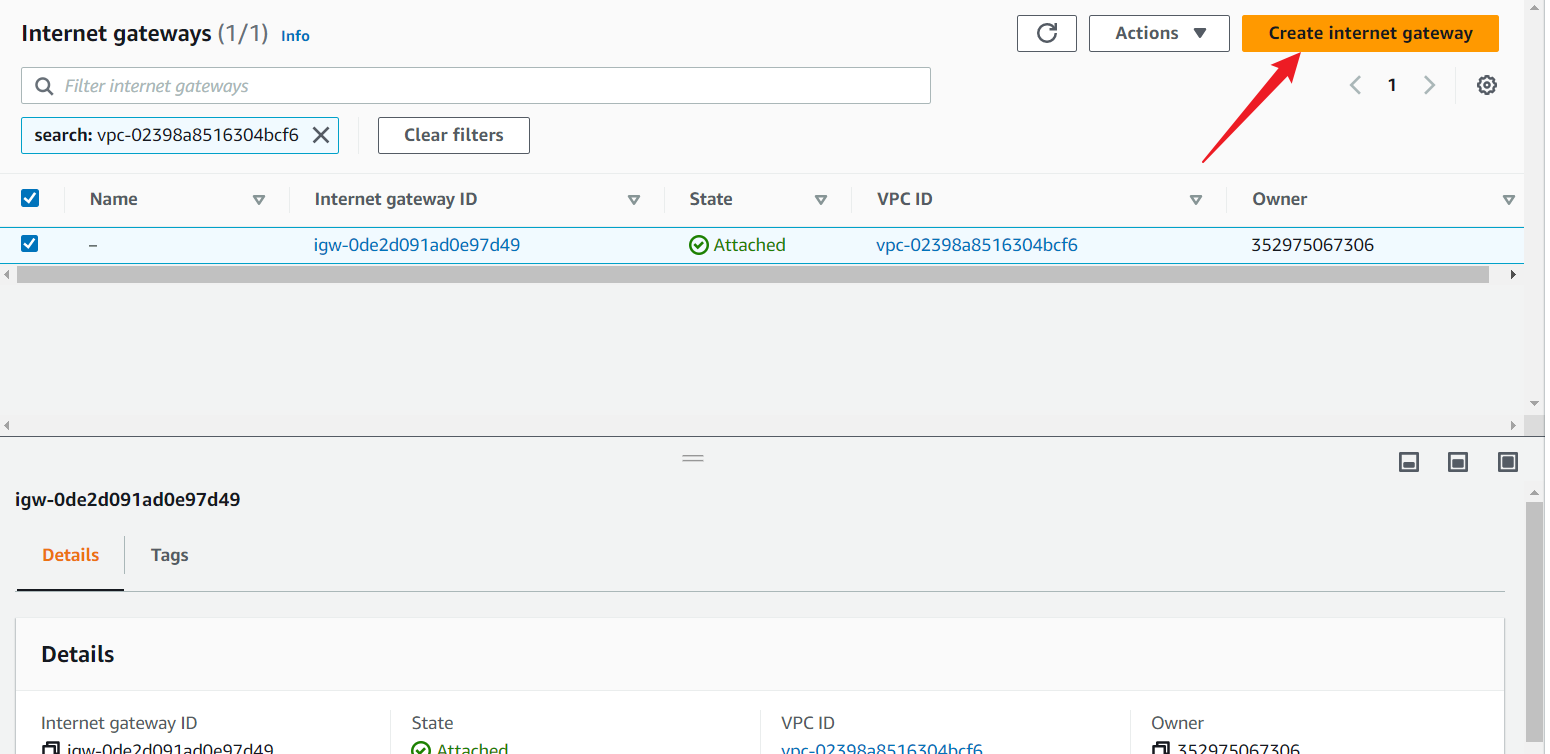 Internet gateways (1/1) Info
Actions
Create internet gateway
Filter internet gateways
1
search: vpc-02398a8516304bcf6
Clear filters
Name Internet gateway ID State VPC ID Owner
– igw-0de2d091ad0e97d49 Attached vpc-02398a8516304bcf6 352975067306
igw-0de2d091ad0e97d49
Details Tags
Details
Internet gateway ID State VPC ID Owner
igw-0de2d091ad0e97d49 Attached vpc-02398a8516304bcf6 352975067306